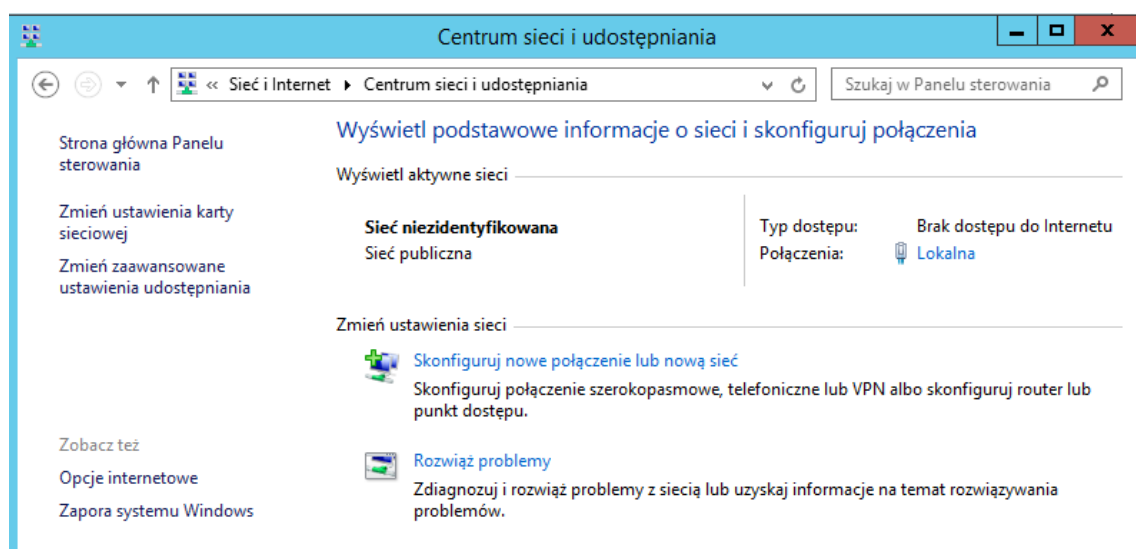 Centrum sieci i udostępniania
« Sieć i Internet ▸ Centrum sieci i udostępniania
Szukaj w Panelu sterowania
Strona główna Panelu
sterowania
Zmień ustawienia karty
sieciowej
Zmień zaawansowane
ustawienia udostępniania
Zobacz też
Opcje internetowe
Zapora systemu Windows
Wyświetl podstawowe informacje o sieci i skonfiguruj połączenia
Wyświetl aktywne sieci
Sieć niezidentyfikowana
Sieć publiczna
Typ dostępu: Brak dostępu do Internetu
Połączenia: Lokalna
Zmień ustawienia sieci
Skonfiguruj nowe połączenie lub nową sieć
Skonfiguruj połączenie szerokopasmowe, telefoniczne lub VPN albo skonfiguruj router lub
punkt dostępu.
Rozwiąż problemy
Zdiagnozuj i rozwiąż problemy z siecią lub uzyskaj informacje na temat rozwiązywania
problemów.